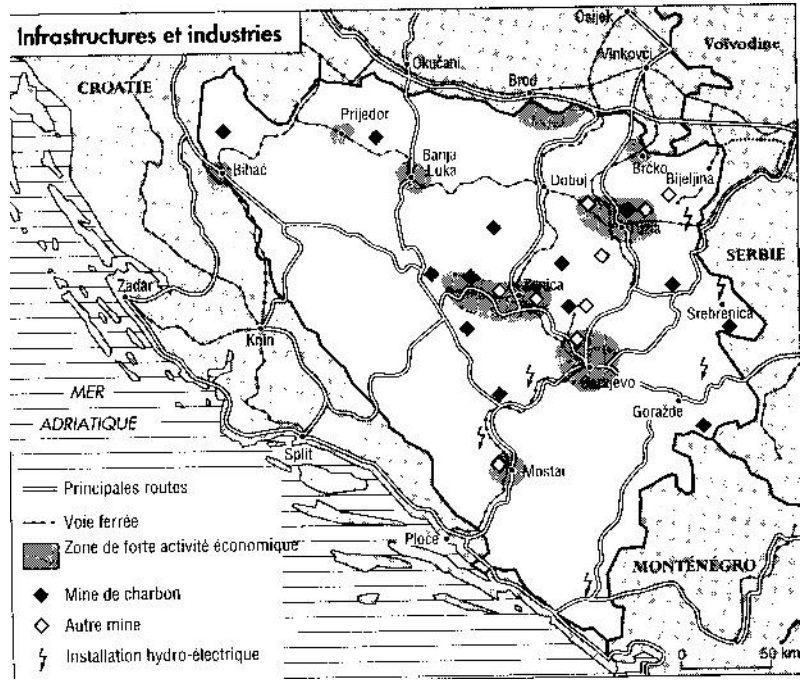 Infrastructures et industries
Osijek
Vinkovci
Voïvodine
Okučani
Brod
CROATIE
Prijedor
Bihać
Banja
Luka
Doboj
Brčko
Bijeljina
Tuzla
SERBIE
Zadar
Zenica
Srebrenica
Knin
Sarajevo
Goražde
MER
ADRIATIQUE
Split
Mostar
Ploče
MONTÉNÉGRO
Principales routes
Voie ferrée
Zone de forte activité économique
Mine de charbon
Autre mine
Installation hydro-électrique
0 50 km